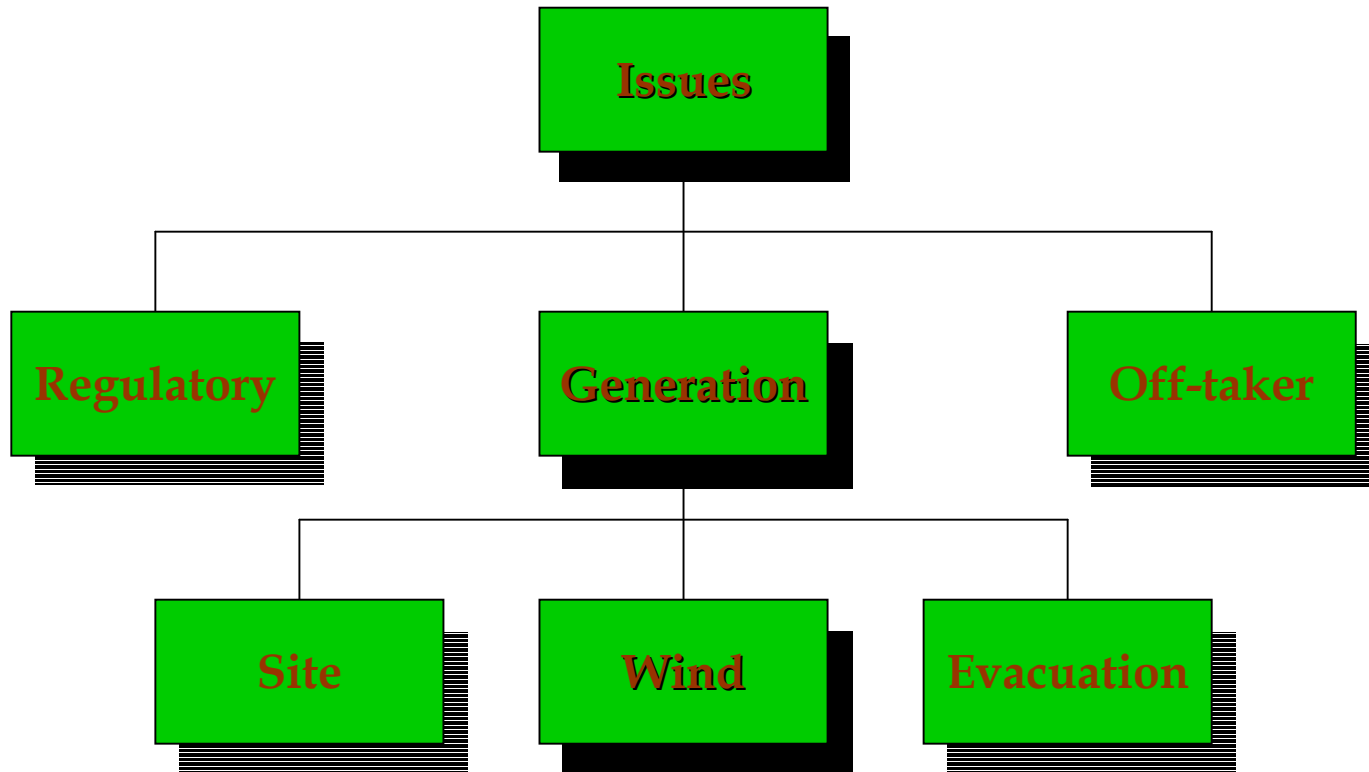 Issues
Regulatory
Generation
Off-taker
Site
Wind
Evacuation